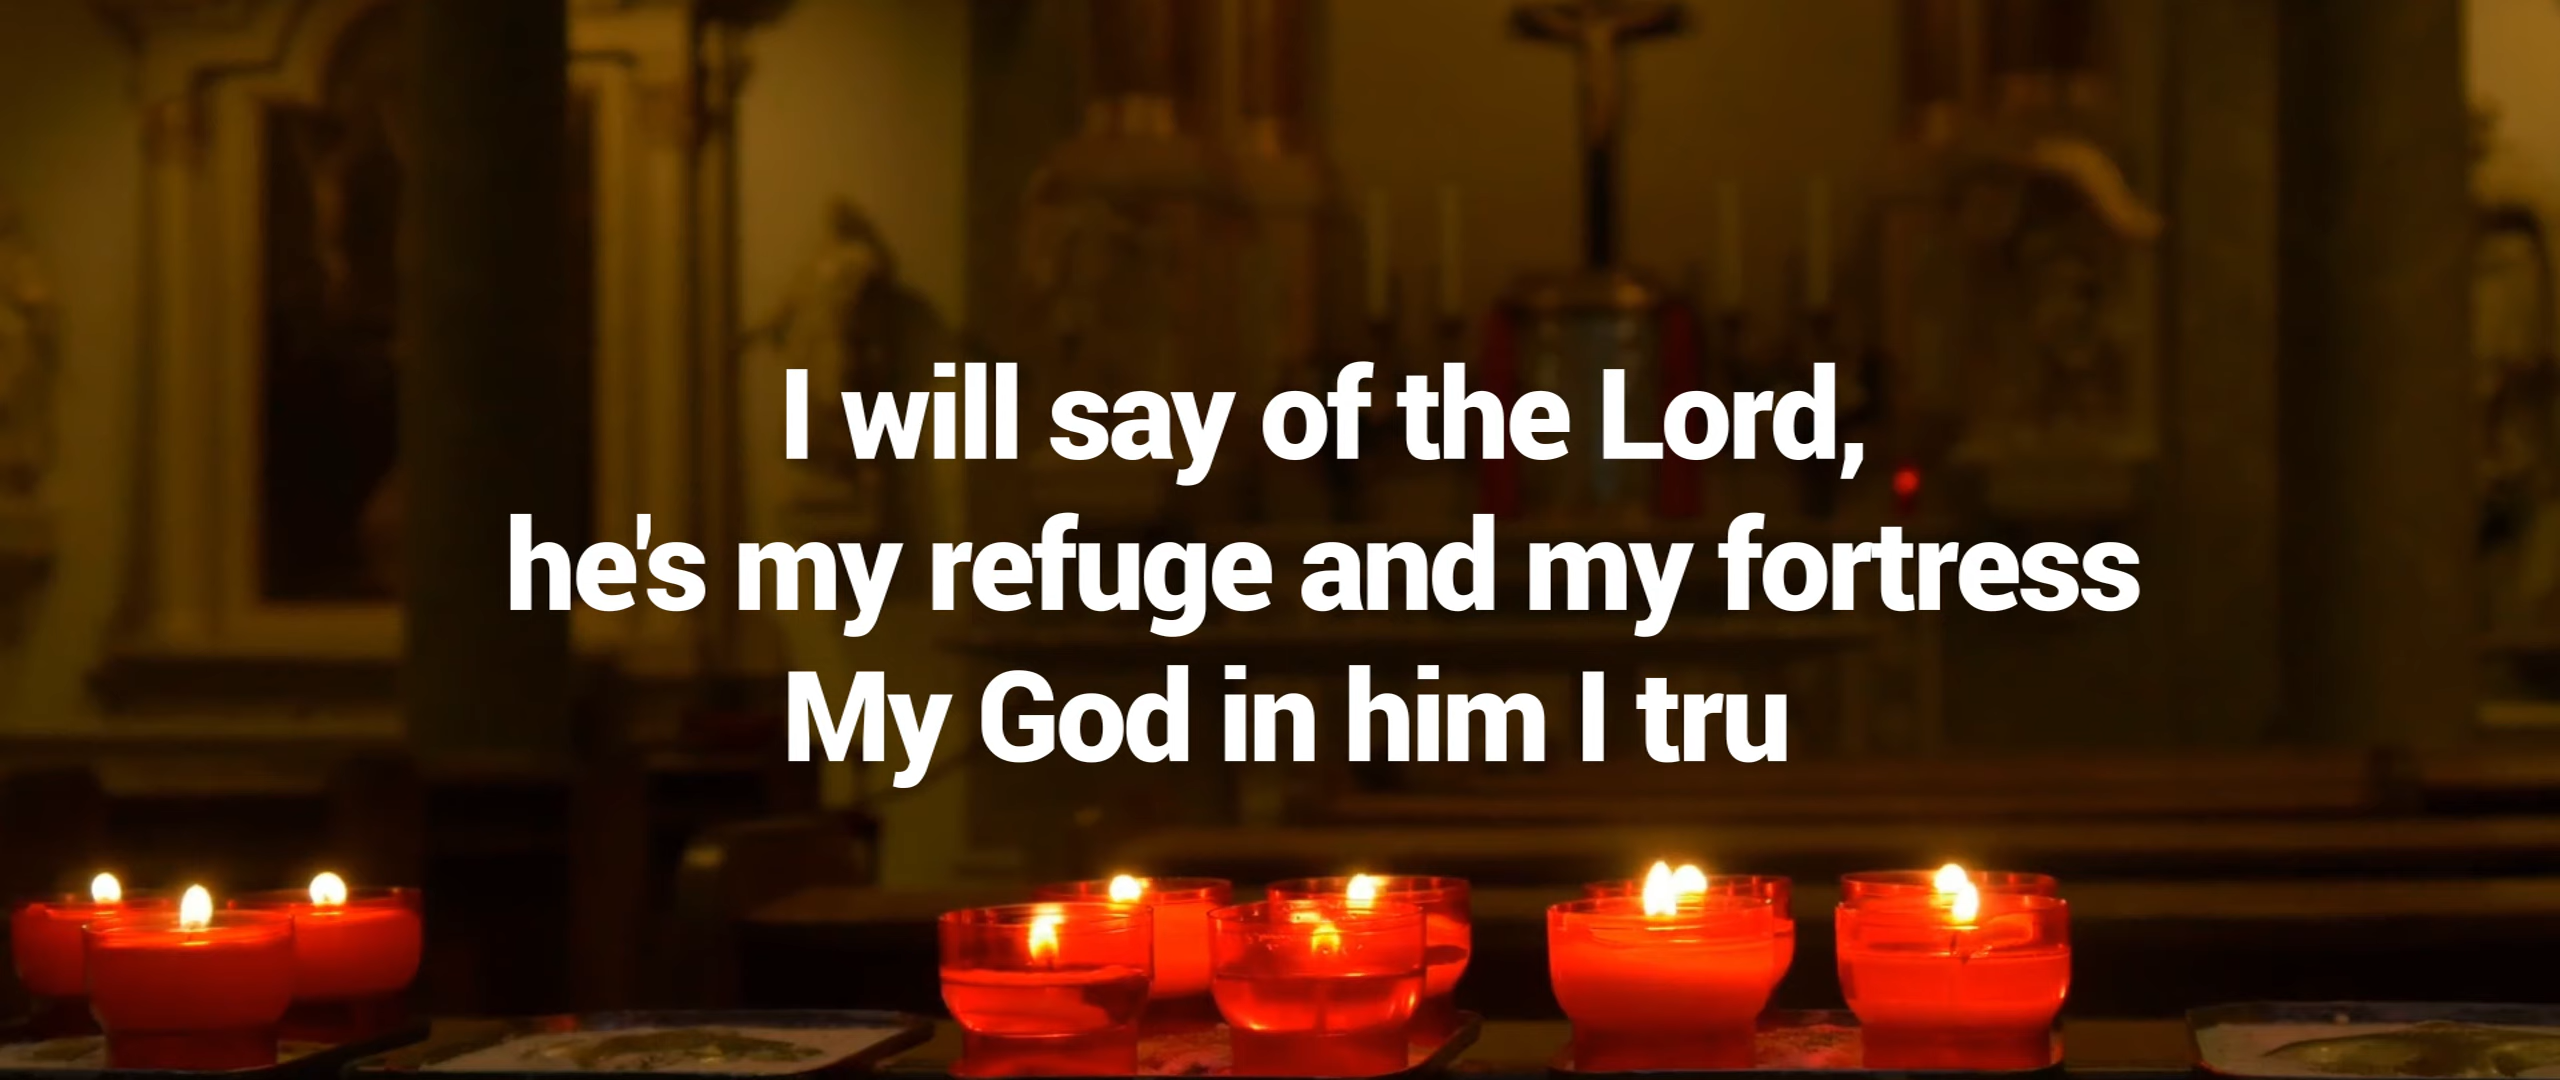 I will say of the Lord,
he's my refuge and my fortress
My God in him I tru